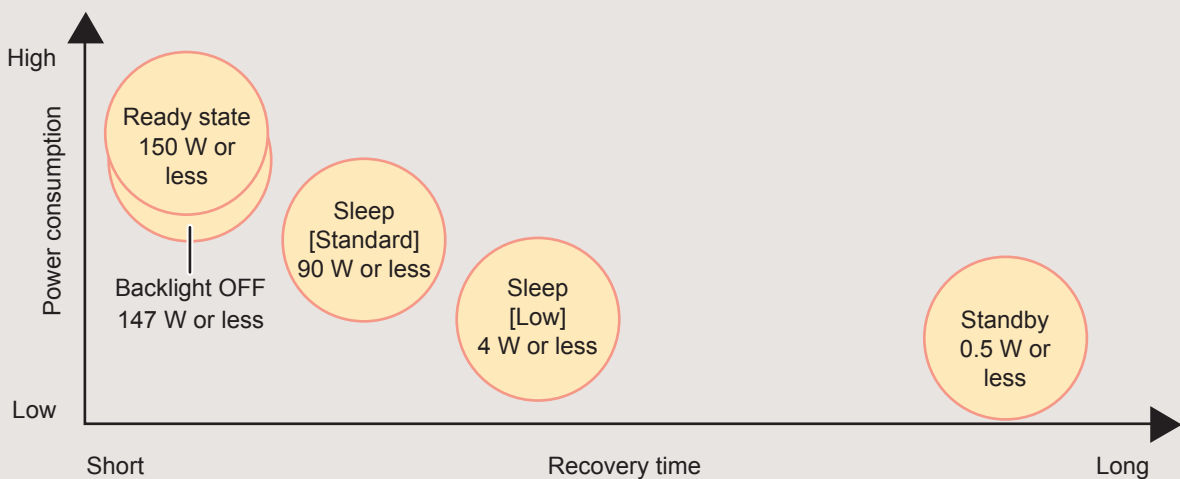 High
Power consumption
Low
Ready state
150 W or
less
Backlight OFF
147 W or less
Sleep
[Standard]
90 W or less
Sleep
[Low]
4 W or less
Standby
0.5 W or
less
Short
Recovery time
Long